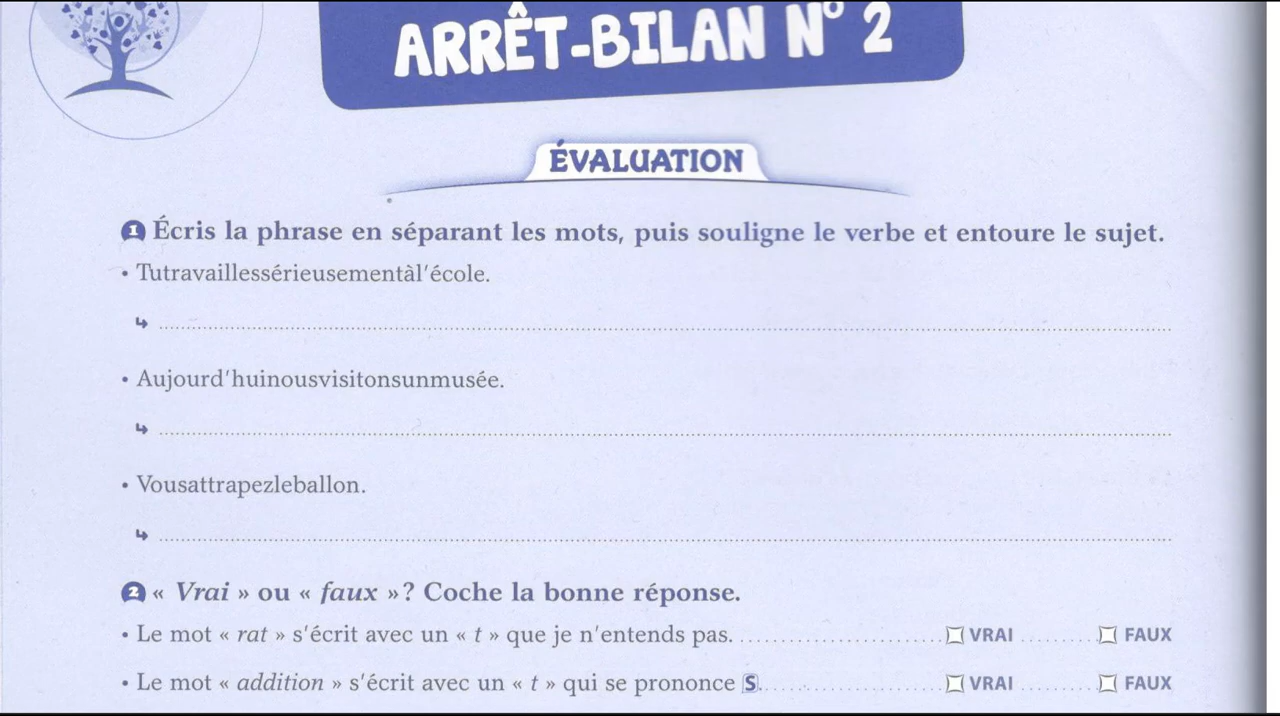 ARRÊT-BILAN N° 2
ÉVALUATION
1 Écris la phrase en séparant les mots, puis souligne le verbe et entoure le sujet.
• Tutravaillessérieusementàl’école.
↳ ........................................
• Aujourd’huinousvisitonsunmusée.
↳ ........................................
• Vousattrapezleballon.
↳ ........................................
2 « Vrai » ou « faux »? Coche la bonne réponse.
• Le mot « rat » s’écrit avec un « t » que je n’entends pas. ........ VRAI ........ FAUX
• Le mot « addition » s’écrit avec un « t » qui se prononce S. ........ VRAI ........ FAUX